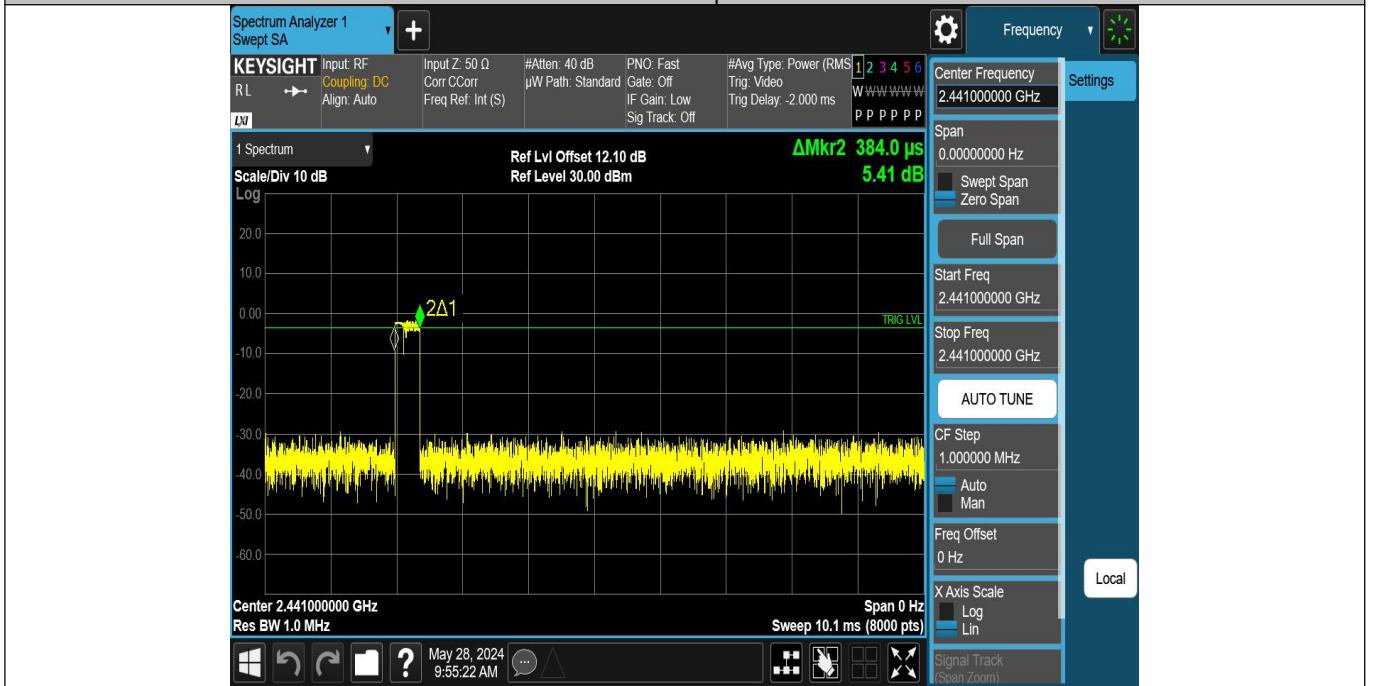 Spectrum Analyzer 1
Swept SA
+
Frequency
KEYSIGHT
RL
LXI
Input: RF
Coupling: DC
Align: Auto
Input Z: 50 Ω
Corr CCorr
Freq Ref: Int (S)
#Atten: 40 dB
µW Path: Standard
PNO: Fast
Gate: Off
IF Gain: Low
Sig Track: Off
#Avg Type: Power (RMS
Trig: Video
Trig Delay: -2.000 ms
1 2 3 4 5 6
W W W W W W
P P P P P P
1 Spectrum
Scale/Div 10 dB
Log
Ref Lvl Offset 12.10 dB
Ref Level 30.00 dBm
ΔMkr2 384.0 µs
5.41 dB
20.0
10.0
0.00
-10.0
-20.0
-30.0
-40.0
-50.0
-60.0
2Δ1
TRIG LVL
Center 2.441000000 GHz
Res BW 1.0 MHz
Span 0 Hz
Sweep 10.1 ms (8000 pts)
May 28, 2024
9:55:22 AM
?
Center Frequency
2.441000000 GHz
Span
0.00000000 Hz
Swept Span
Zero Span
Full Span
Start Freq
2.441000000 GHz
Stop Freq
2.441000000 GHz
AUTO TUNE
CF Step
1.000000 MHz
Auto
Man
Freq Offset
0 Hz
X Axis Scale
Log
Lin
Signal Track
(Span Zoom)
Settings
Local